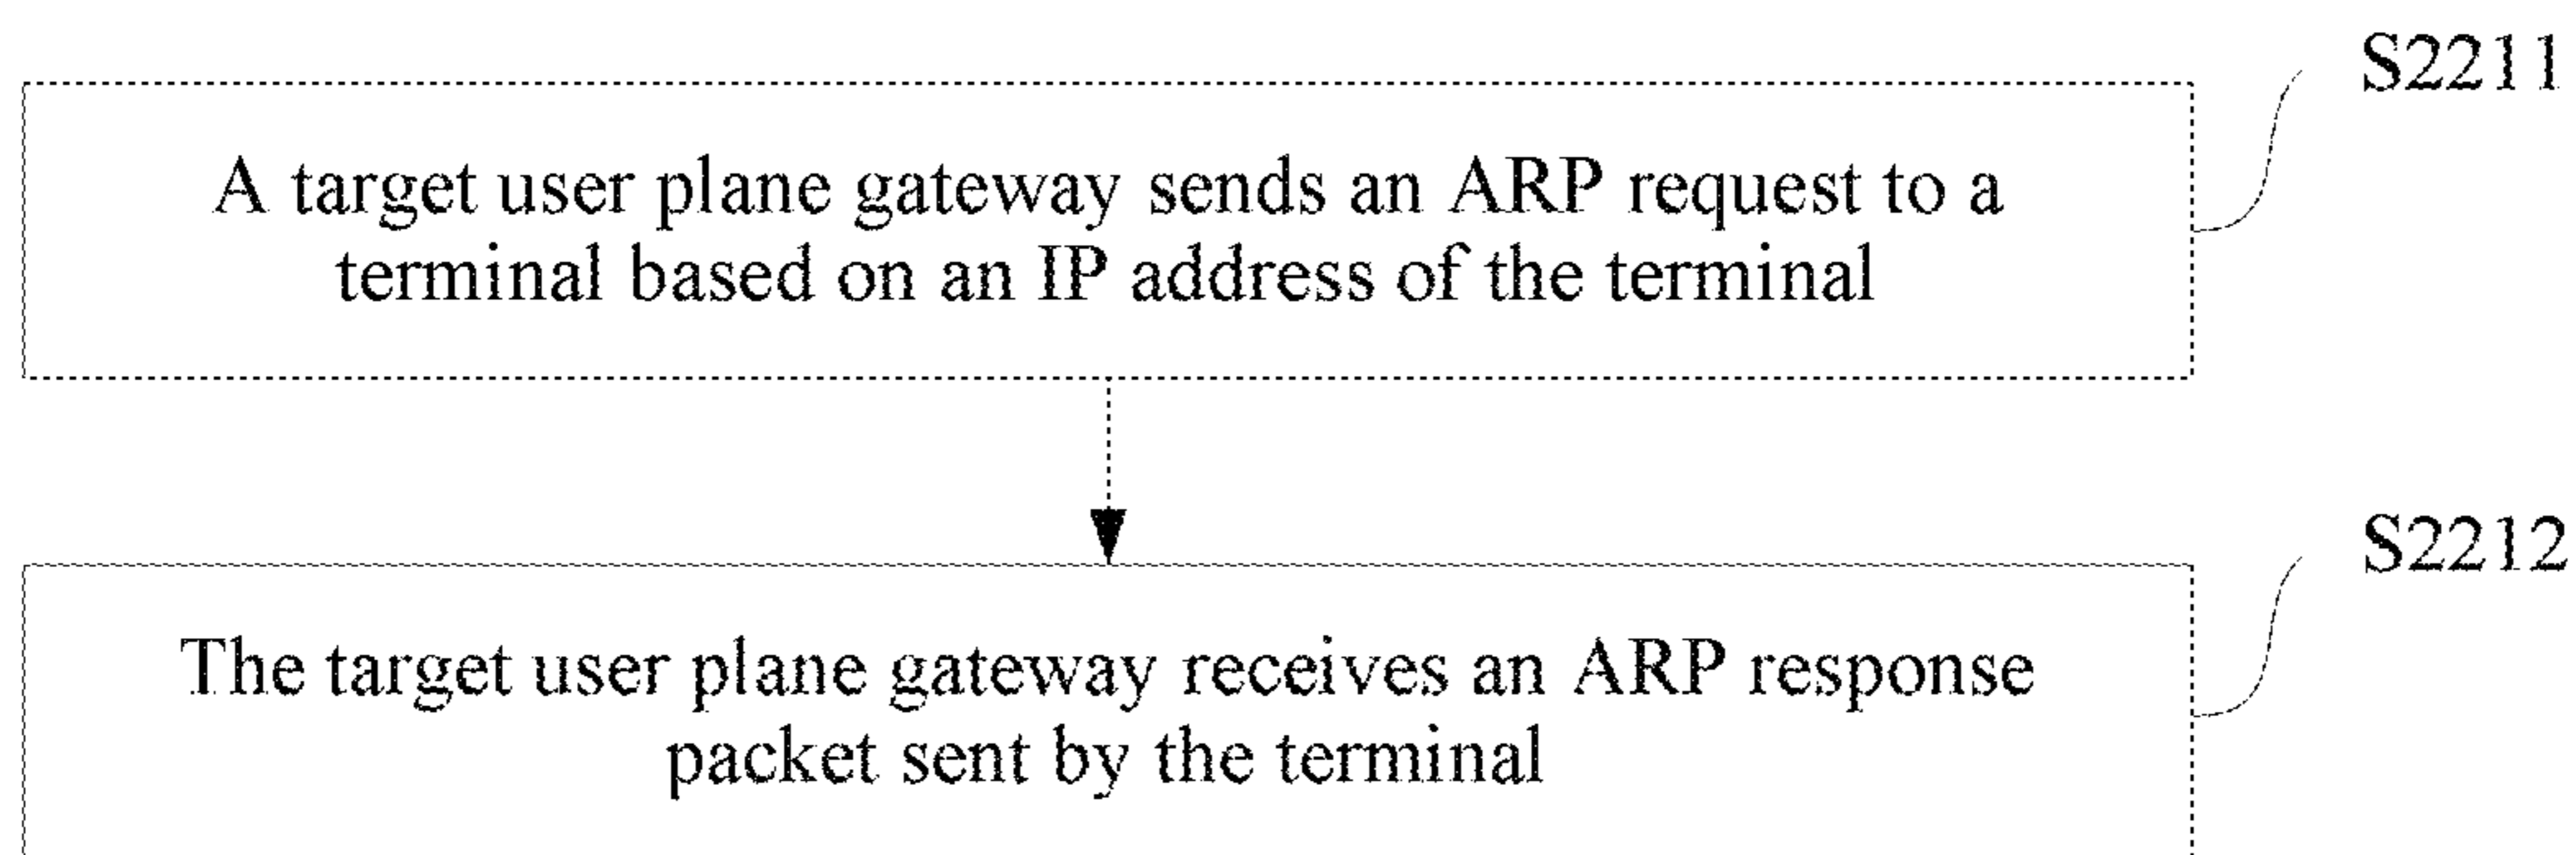 S2211
A target user plane gateway sends an ARP request to a
terminal based on an IP address of the terminal
S2212
The target user plane gateway receives an ARP response
packet sent by the terminal